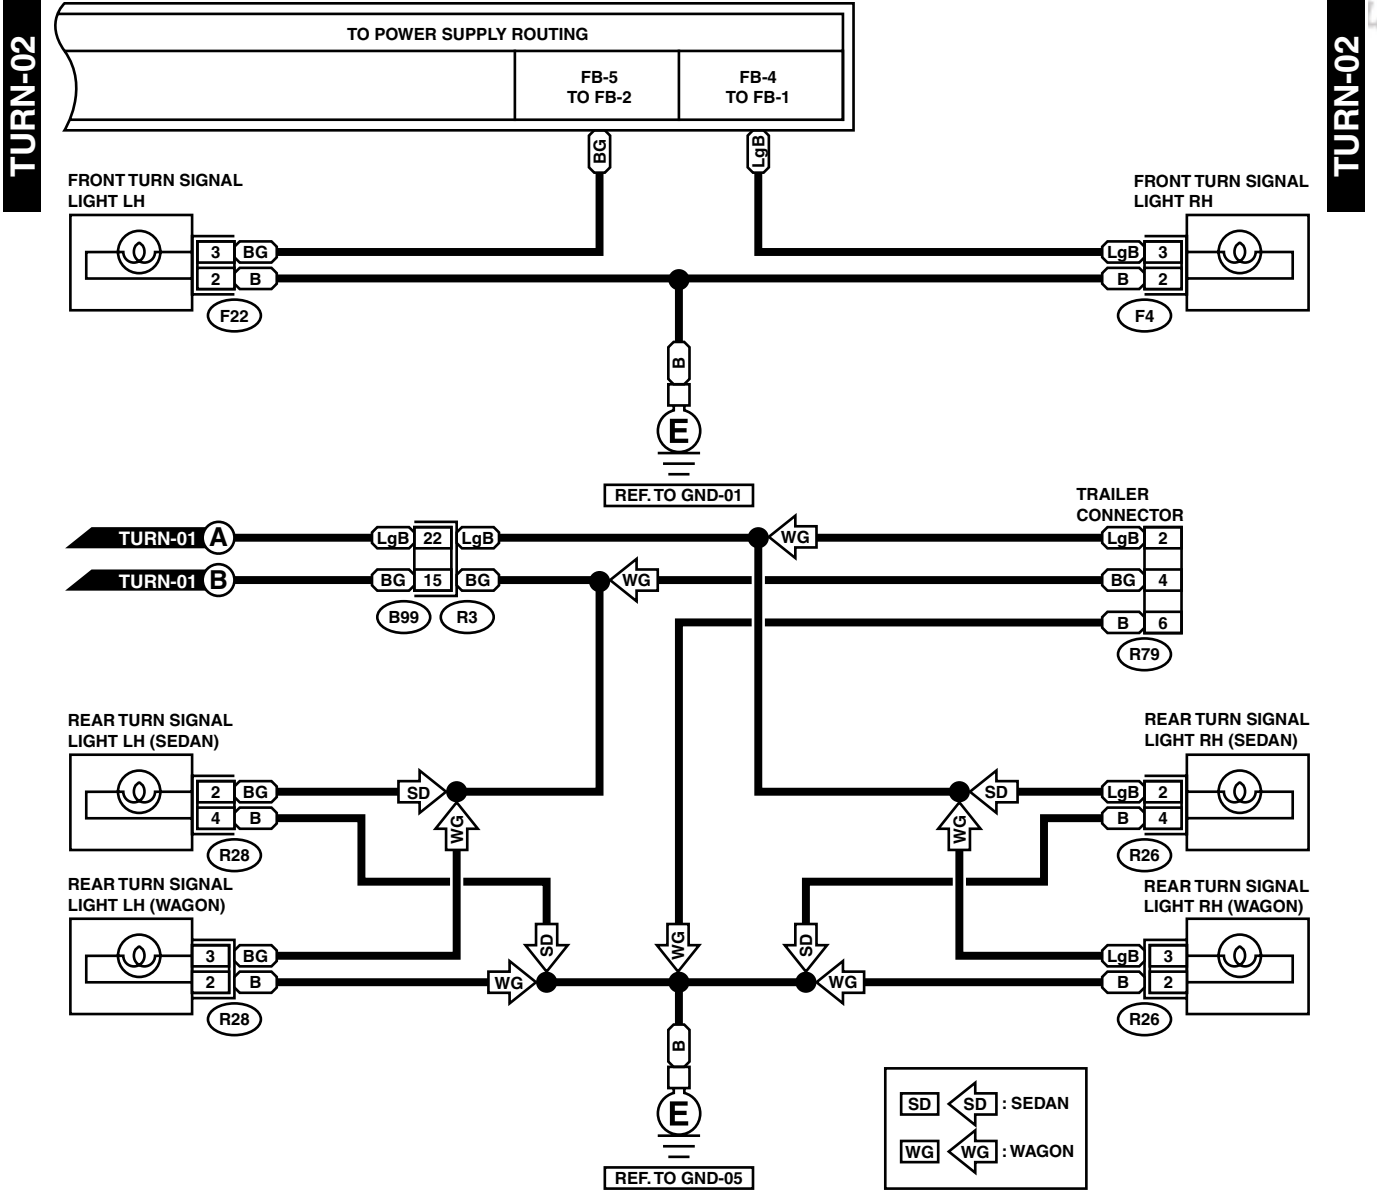 TURN-02
TURN-02
TO POWER SUPPLY ROUTING
FB-5
TO FB-2
FB-4
TO FB-1
BG
LgB
FRONT TURN SIGNAL
LIGHT LH
3 BG
2 B
F22
FRONT TURN SIGNAL
LIGHT RH
LgB 3
B 2
F4
B
E
REF. TO GND-01
TRAILER
CONNECTOR
TURN-01 A LgB 22 LgB WG LgB 2
TURN-01 B BG 15 BG WG BG 4
B99 R3
B 6
R79
REAR TURN SIGNAL
LIGHT LH (SEDAN)
2 BG SD
4 B
WG
R28
REAR TURN SIGNAL
LIGHT RH (SEDAN)
SD LgB 2
B 4
WG
R26
REAR TURN SIGNAL
LIGHT LH (WAGON)
3 BG
2 B WG
R28
SD
WG
SD
REAR TURN SIGNAL
LIGHT RH (WAGON)
LgB 3
WG B 2
R26
B
E
REF. TO GND-05
SD SD : SEDAN
WG WG : WAGON